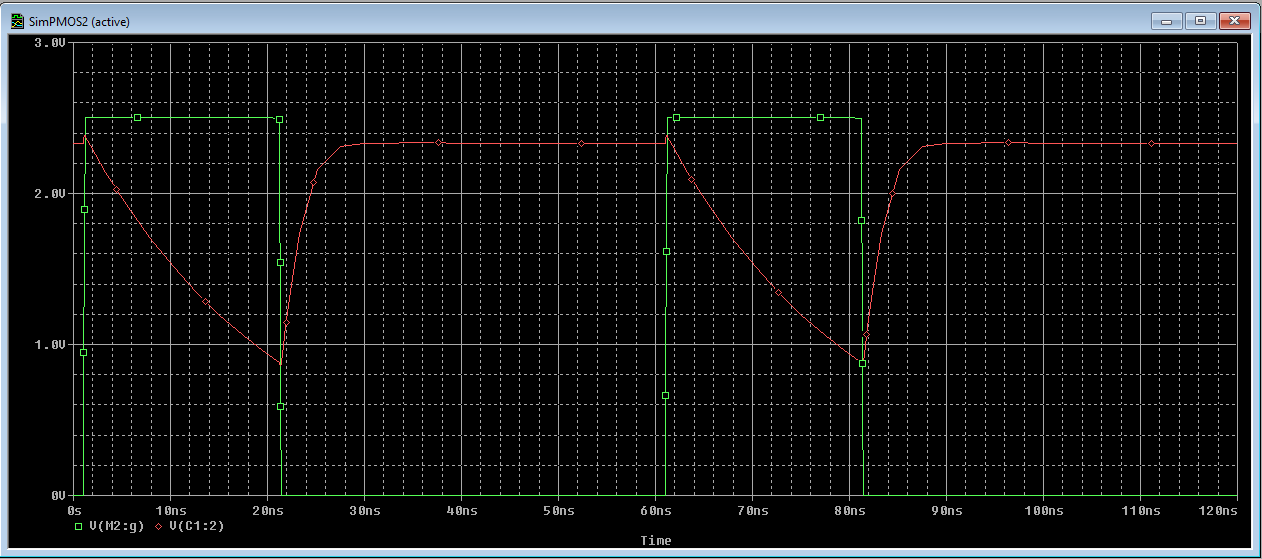 SimPMOS2 (active)
3.0V
2.0V
1.0V
0V
0s 10ns 20ns 30ns 40ns 50ns 60ns 70ns 80ns 90ns 100ns 110ns 120ns
V(M2:g) V(C1:2)
Time